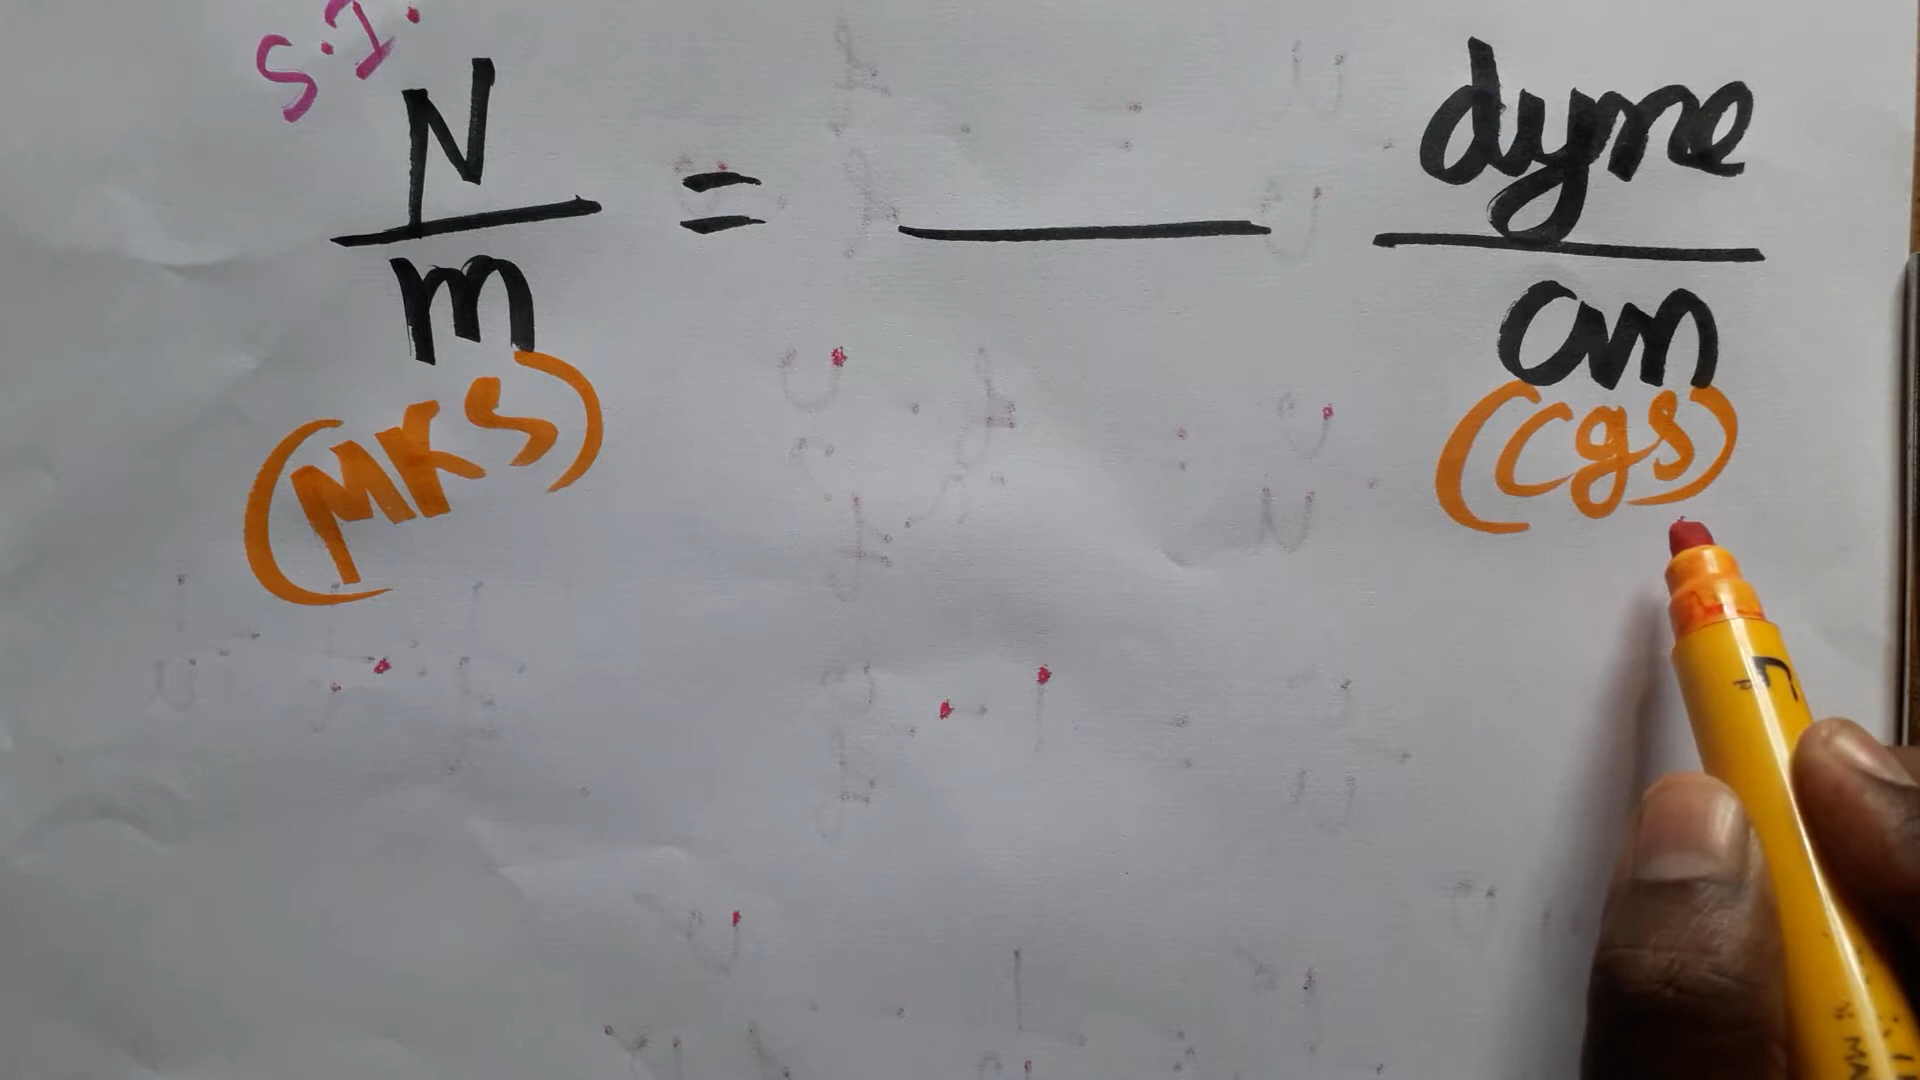 S.I.
N/m = ____ dyne/cm
(MKS) (cgs)